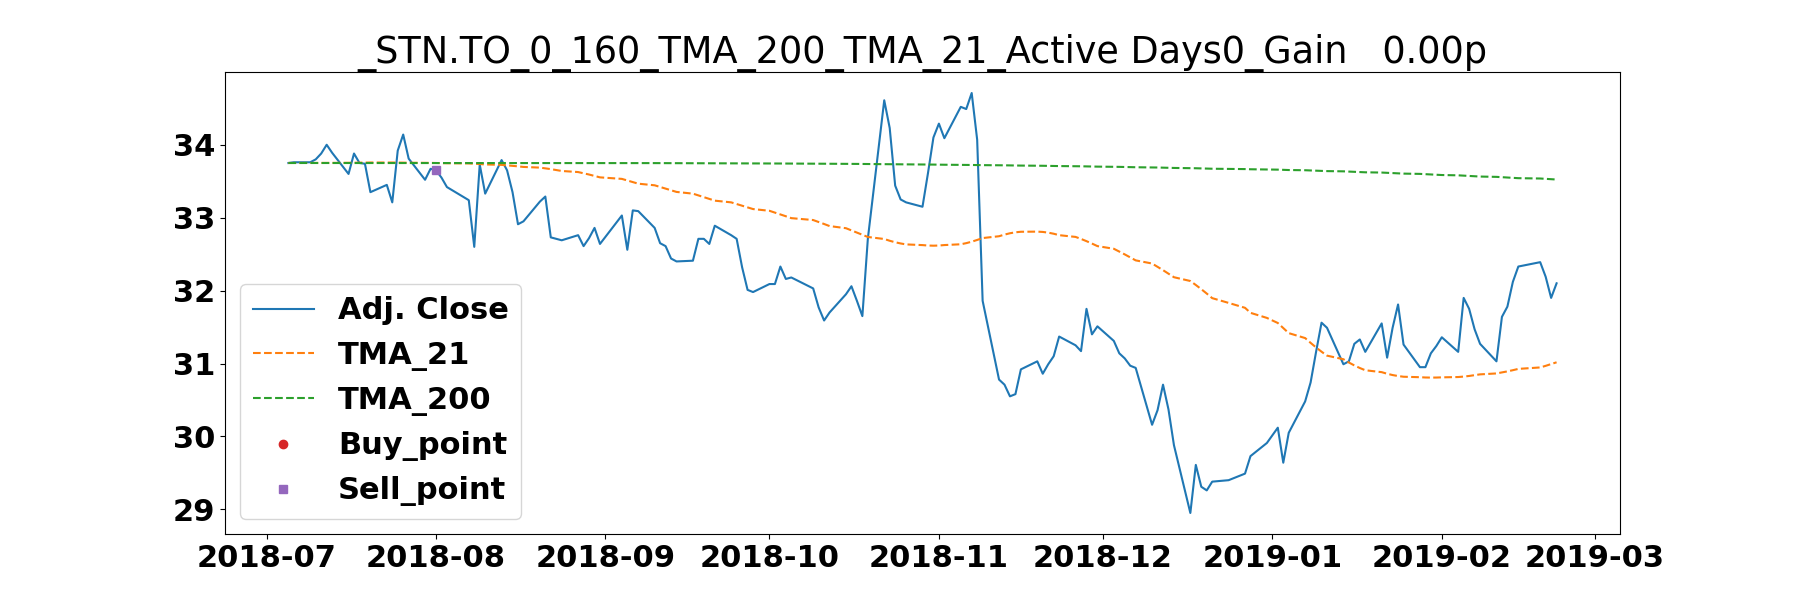 _STN.TO_0_160_TMA_200_TMA_21_Active Days0_Gain   0.00p
34
33
32
31
30
29
Adj. Close
TMA_21
TMA_200
Buy_point
Sell_point
2018-07 2018-08 2018-09 2018-10 2018-11 2018-12 2019-01 2019-02 2019-03